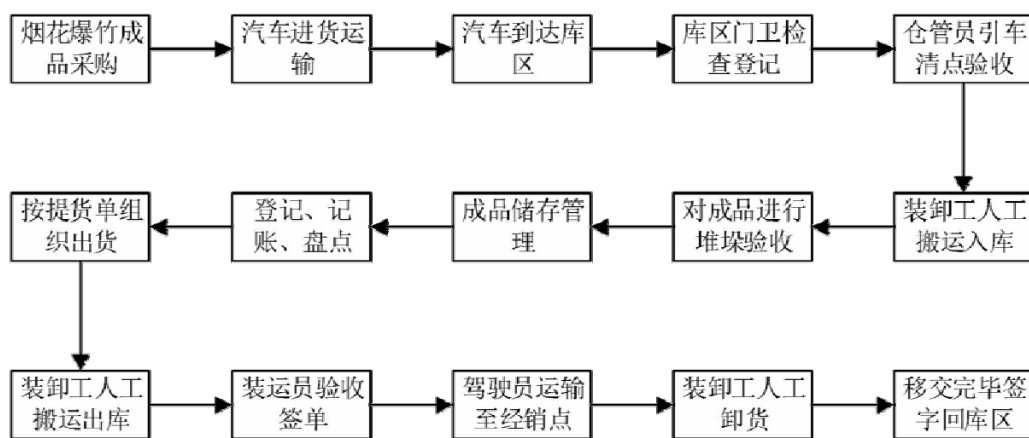 烟花爆竹成
品采购
汽车进货运
输
汽车到达库
区
库区门卫检
查登记
仓管员引车
清点验收
装卸工人工
搬运入库
对成品进行
堆垛验收
成品储存管
理
登记、记
账、盘点
按提货单组
织出货
装卸工人工
搬运出库
装运员验收
签单
驾驶员运输
至经销点
装卸工人工
卸货
移交完毕签
字回库区